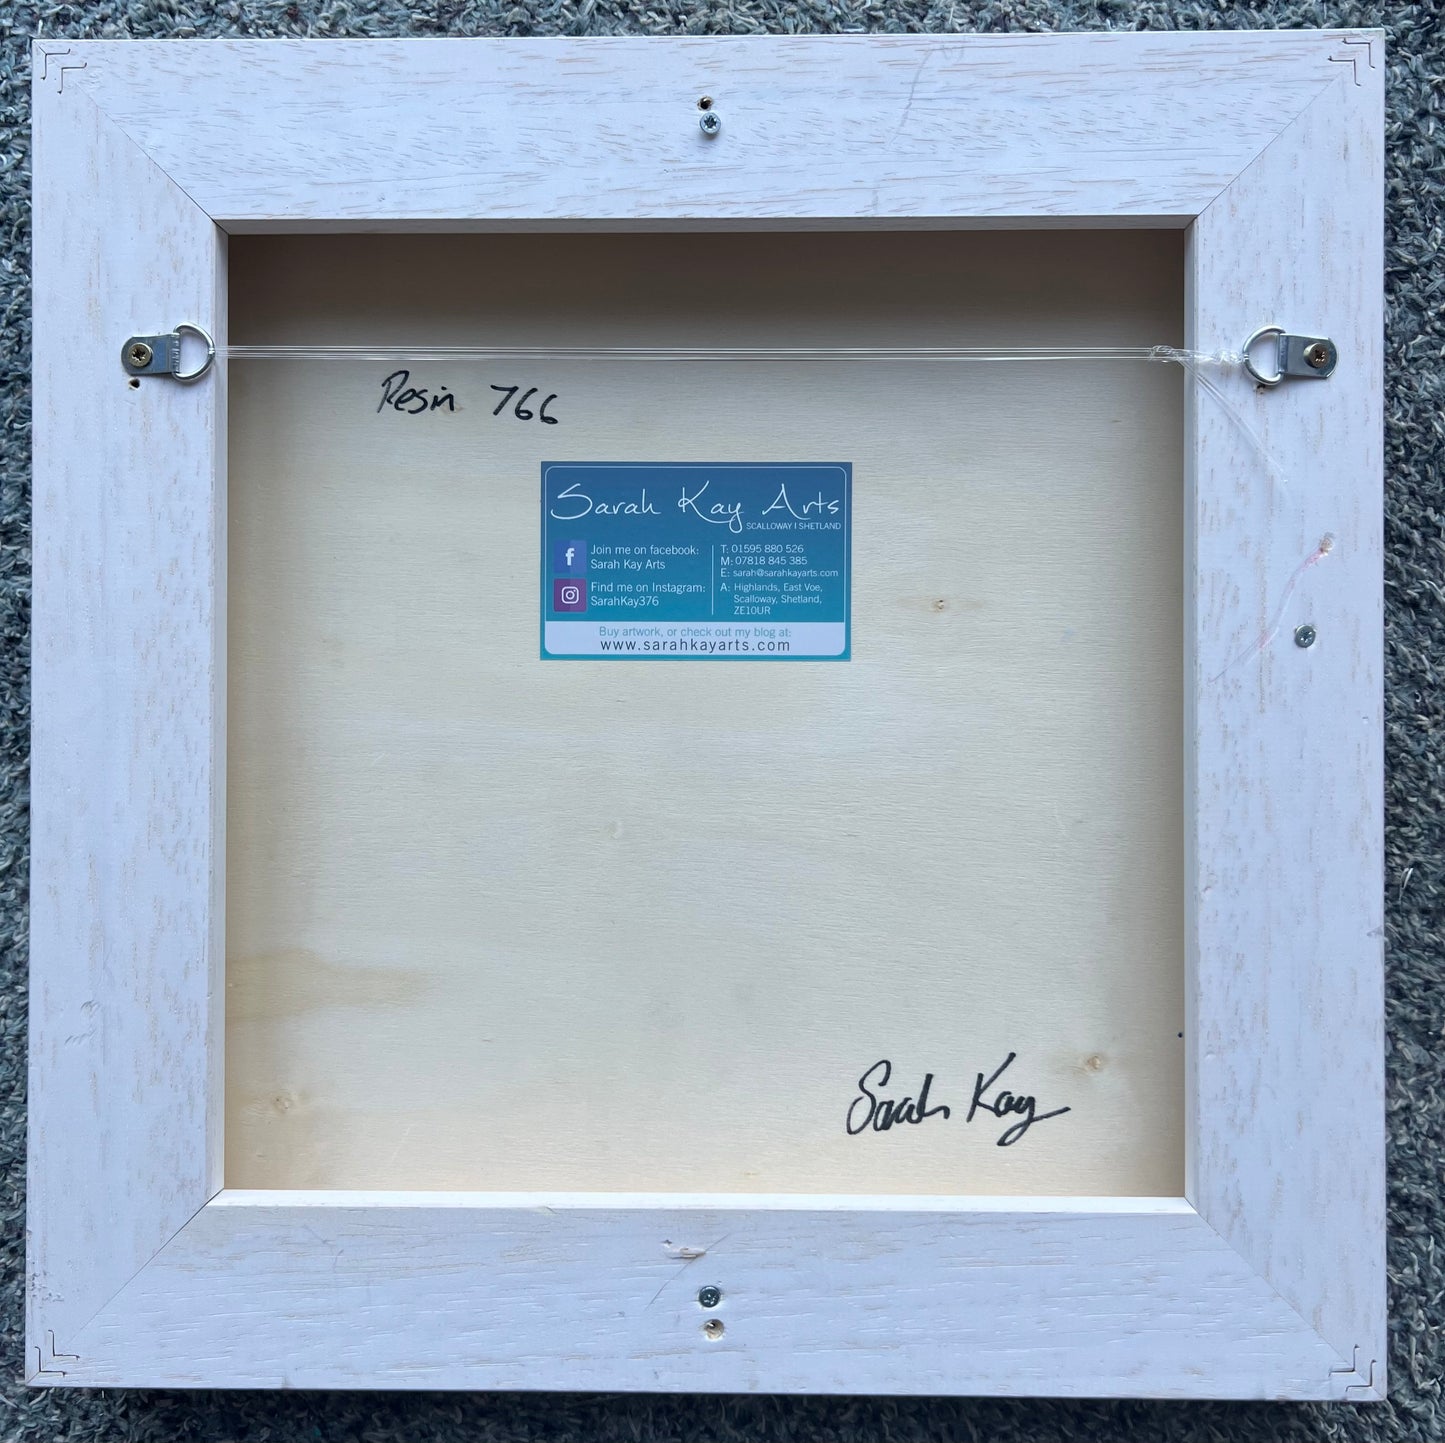 Resin 766
Sarah Kay Arts
SCALLOWAY | SHETLAND
f
Join me on facebook:
Sarah Kay Arts
Find me on Instagram:
SarahKay376
T: 01595 880 526
M: 07818 845 385
E: sarah@sarahkayarts.com
A: Highlands, East Voe,
Scalloway, Shetland,
ZE10UR
Buy artwork, or check out my blog at:
www.sarahkayarts.com
Sarah Kay